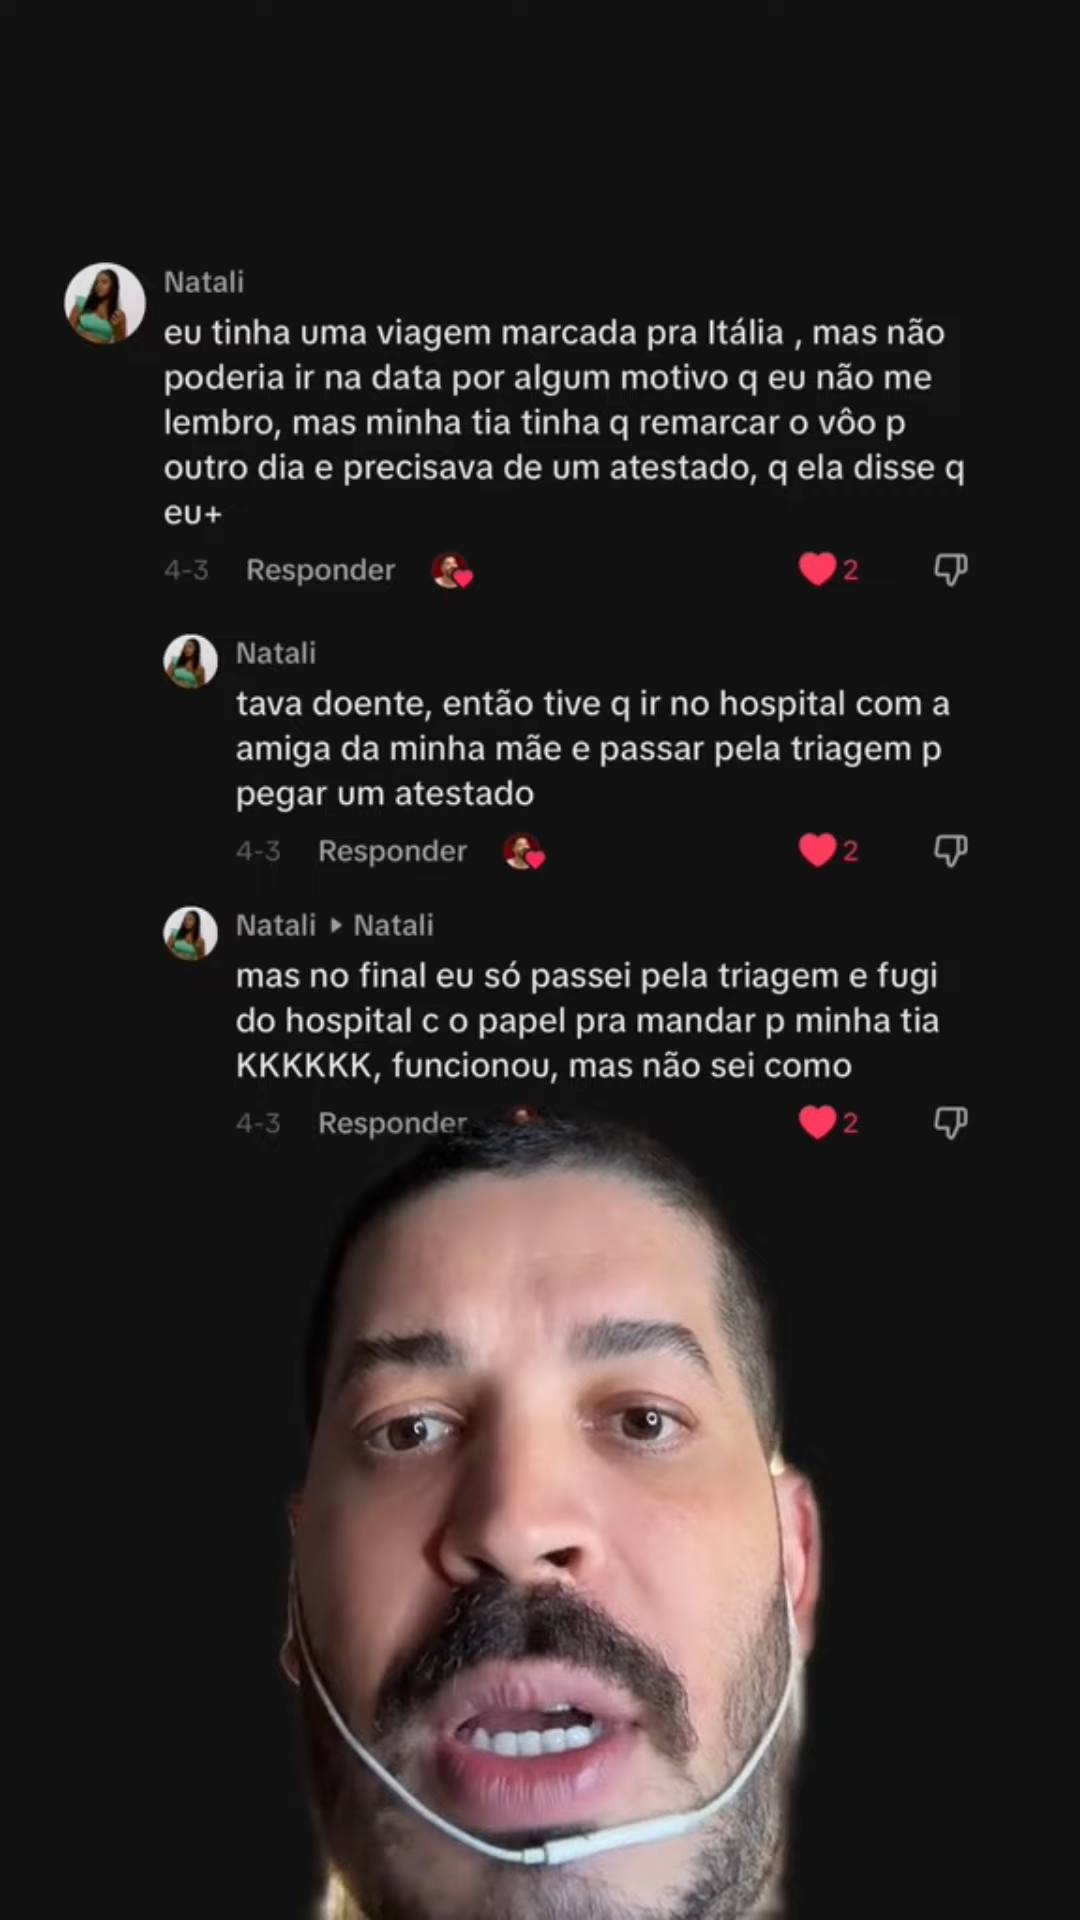 Natali
eu tinha uma viagem marcada pra Itália , mas não
poderia ir na data por algum motivo q eu não me
lembro, mas minha tia tinha q remarcar o vôo p
outro dia e precisava de um atestado, q ela disse q
eu+
4-3 Responder 2
Natali
tava doente, então tive q ir no hospital com a
amiga da minha mãe e passar pela triagem p
pegar um atestado
4-3 Responder 2
Natali ▸ Natali
mas no final eu só passei pela triagem e fugi
do hospital c o papel pra mandar p minha tia
KKKKKK, funcionou, mas não sei como
4-3 Responder 2